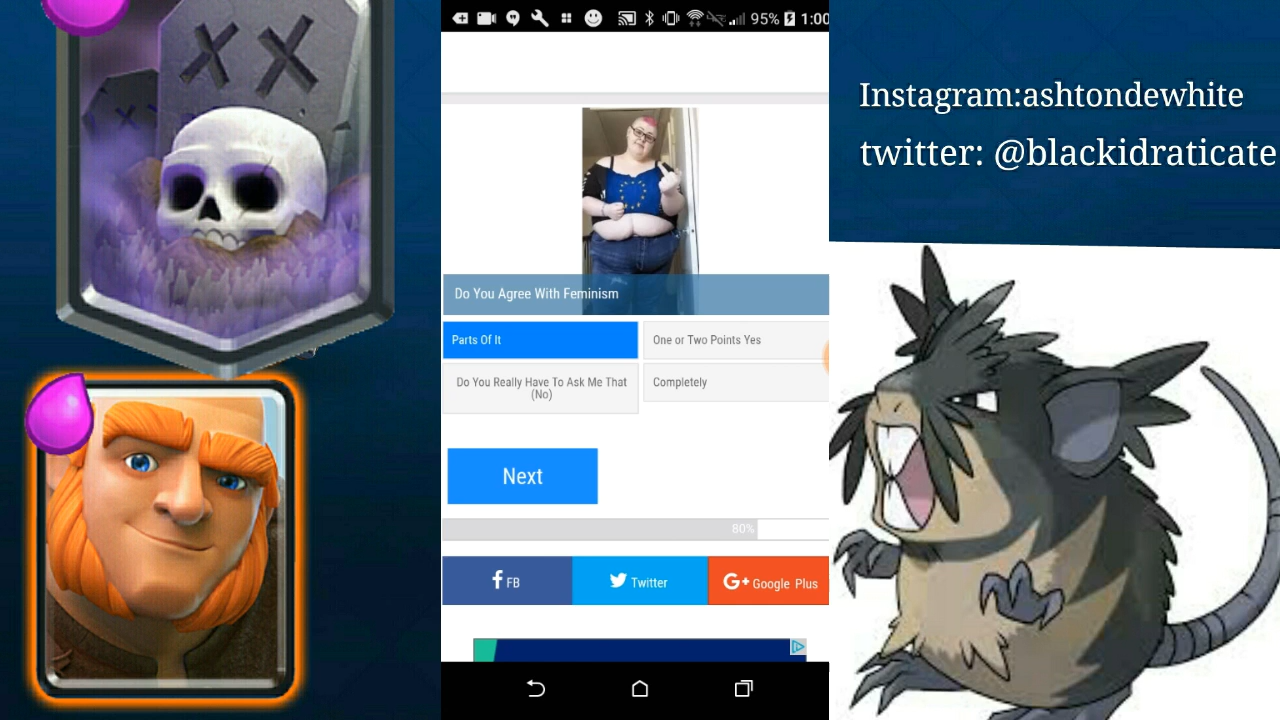 X X
95% 1:00
Do You Agree With Feminism
Parts Of It
One or Two Points Yes
Do You Really Have To Ask Me That
(No)
Completely
Next
80%
FB
Twitter
G+ Google Plus
Instagram:ashtondewhite
twitter: @blackidraticate